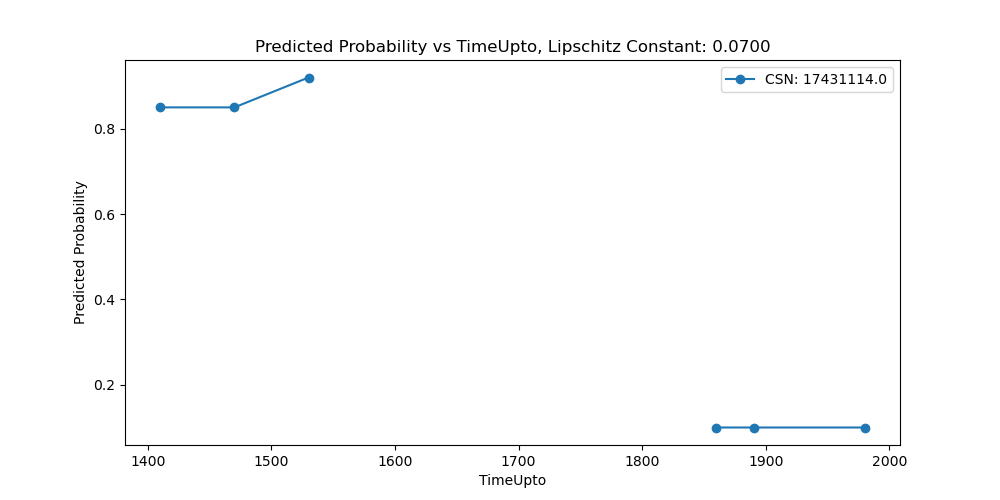 Predicted Probability vs TimeUpto, Lipschitz Constant: 0.0700
CSN: 17431114.0
Predicted Probability
0.8
0.6
0.4
0.2
1400 1500 1600 1700 1800 1900 2000
TimeUpto